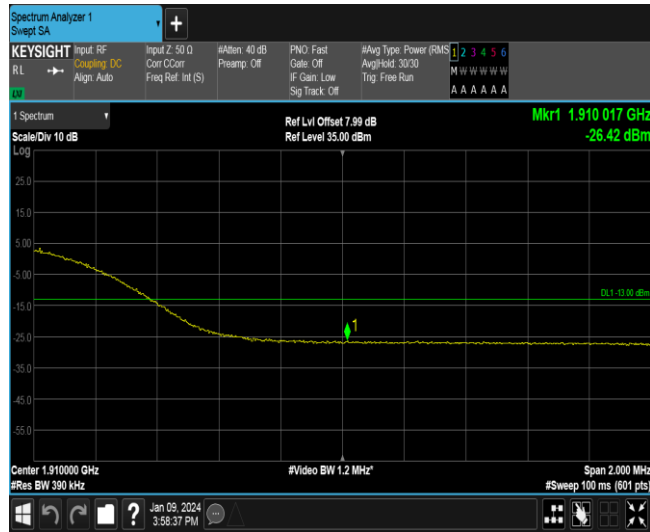 Spectrum Analyzer 1
Swept SA
KEYSIGHT
RL
LXI
Input: RF
Coupling: DC
Align: Auto
Input Z: 50 Ω
Corr CCorr
Freq Ref: Int (S)
#Atten: 40 dB
Preamp: Off
PNO: Fast
Gate: Off
IF Gain: Low
Sig Track: Off
#Avg Type: Power (RMS
Avg|Hold: 30/30
Trig: Free Run
1 2 3 4 5 6
M W W W W W
A A A A A A
1 Spectrum
Scale/Div 10 dB
Ref Lvl Offset 7.99 dB
Ref Level 35.00 dBm
Mkr1 1.910 017 GHz
-26.42 dBm
Log
25.0
15.0
5.00
-5.00
-15.0
-35.0
-45.0
-55.0
DL1 -13.00 dBm
1
Center 1.910000 GHz
#Res BW 390 kHz
#Video BW 1.2 MHz*
Span 2.000 MHz
#Sweep 100 ms (601 pts)
?
Jan 09, 2024
3:58:37 PM